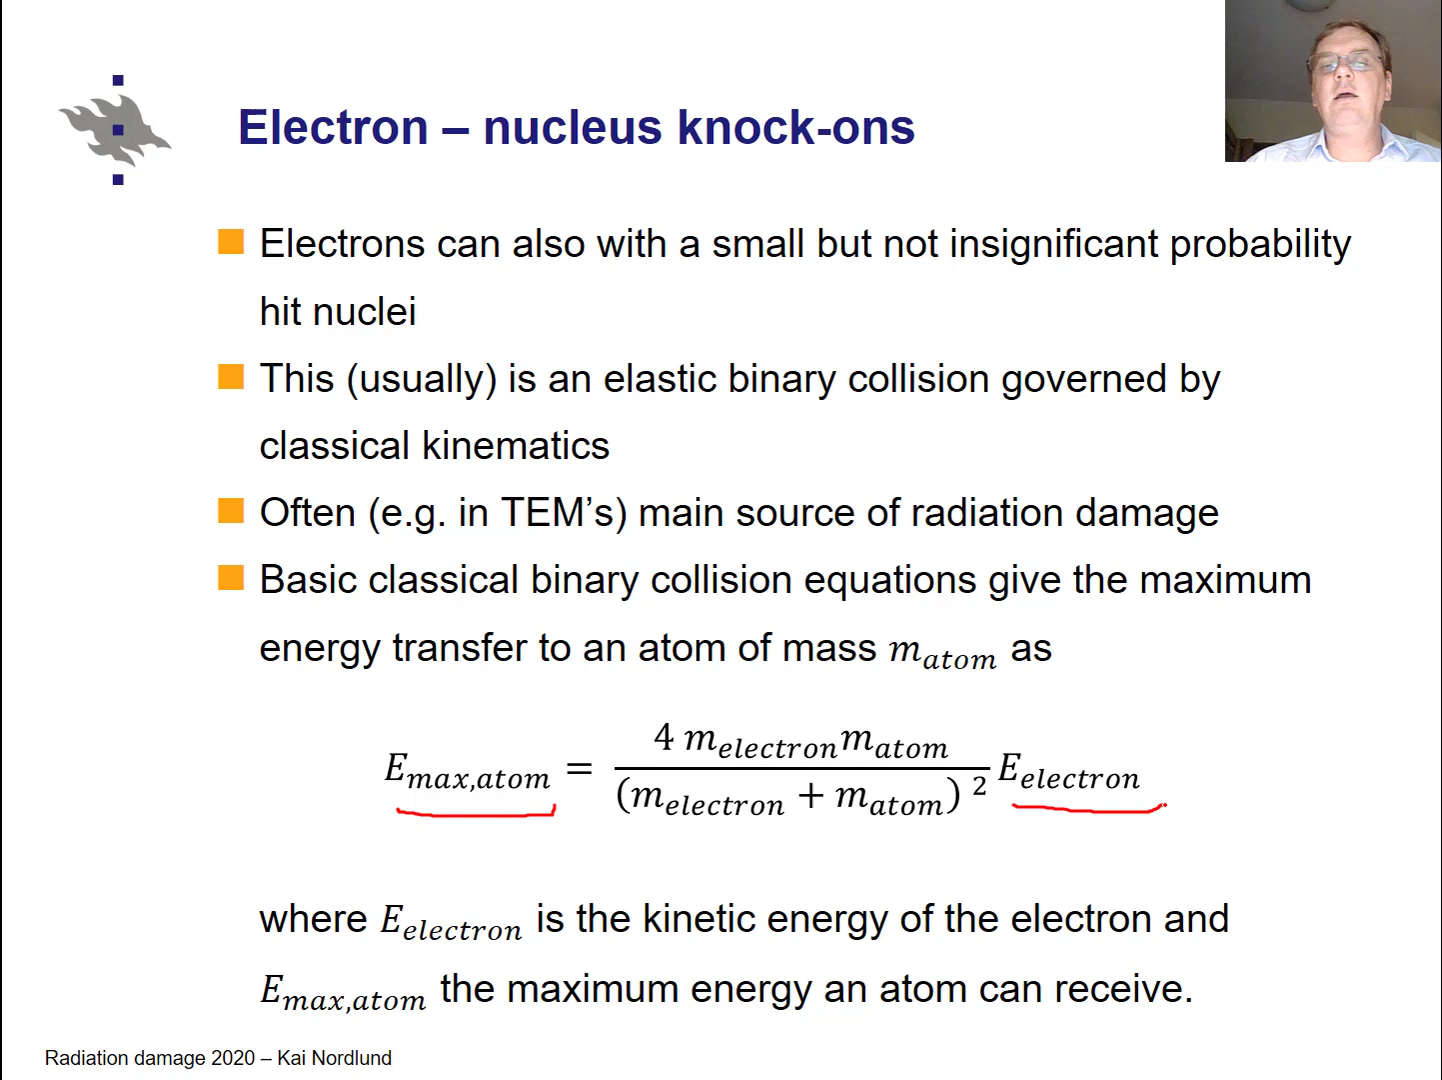 Electron – nucleus knock-ons
Electrons can also with a small but not insignificant probability
hit nuclei
This (usually) is an elastic binary collision governed by
classical kinematics
Often (e.g. in TEM’s) main source of radiation damage
Basic classical binary collision equations give the maximum
energy transfer to an atom of mass m_atom as
E_max,atom = 4 m_electron m_atom / (m_electron + m_atom)^2 E_electron
where E_electron is the kinetic energy of the electron and
E_max,atom the maximum energy an atom can receive.
Radiation damage 2020 – Kai Nordlund